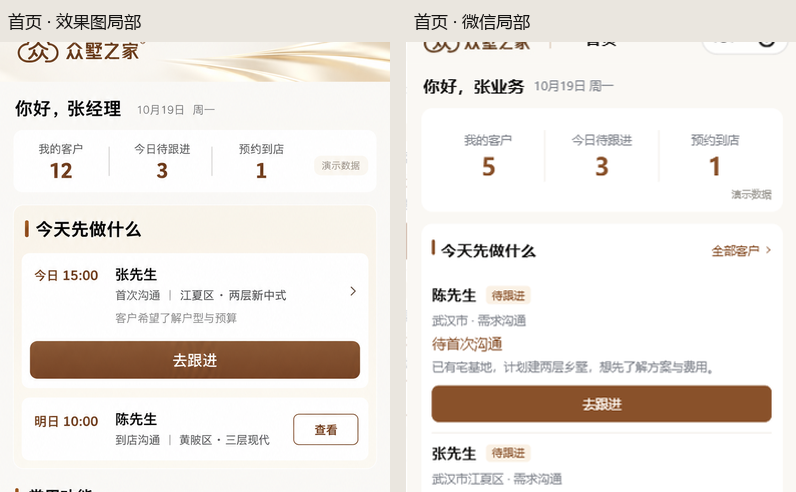 首页 · 效果图局部
众墅之家
你好，张经理 10月19日 周一
我的客户 今日待跟进 预约到店
12 3 1 演示数据
今天先做什么
今日 15:00 张先生
首次沟通 | 江夏区 · 两层新中式
客户希望了解户型与预算
去跟进
明日 10:00 陈先生
到店沟通 | 黄陂区 · 三层现代
查看
首页 · 微信局部
众墅之家 首页
你好，张业务 10月19日 周一
我的客户 今日待跟进 预约到店
5 3 1
演示数据
今天先做什么 全部客户
陈先生 待跟进
武汉市 · 需求沟通
待首次沟通
已有宅基地，计划建两层乡墅，想先了解方案与费用。
去跟进
张先生 待跟进
武汉市江夏区 · 需求沟通